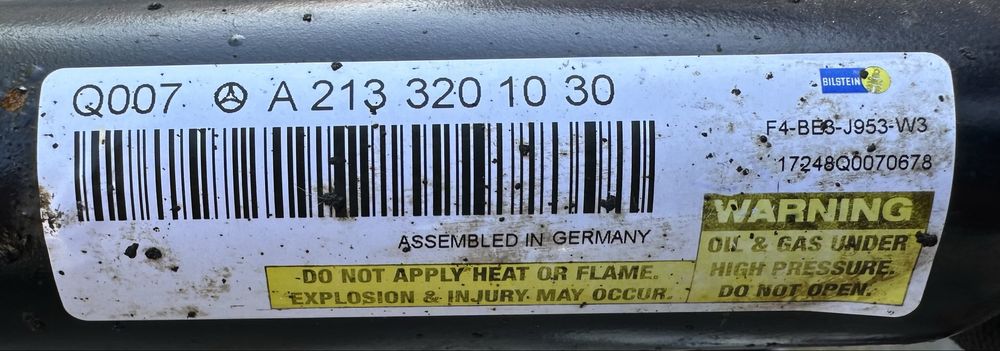 Q007 A 213 320 10 30
BILSTEIN
F4-BE3-J953-W3
17248Q0070678
ASSEMBLED IN GERMANY
DO NOT APPLY HEAT OR FLAME.
EXPLOSION & INJURY MAY OCCUR.
WARNING
OIL & GAS UNDER
HIGH PRESSURE.
DO NOT OPEN.